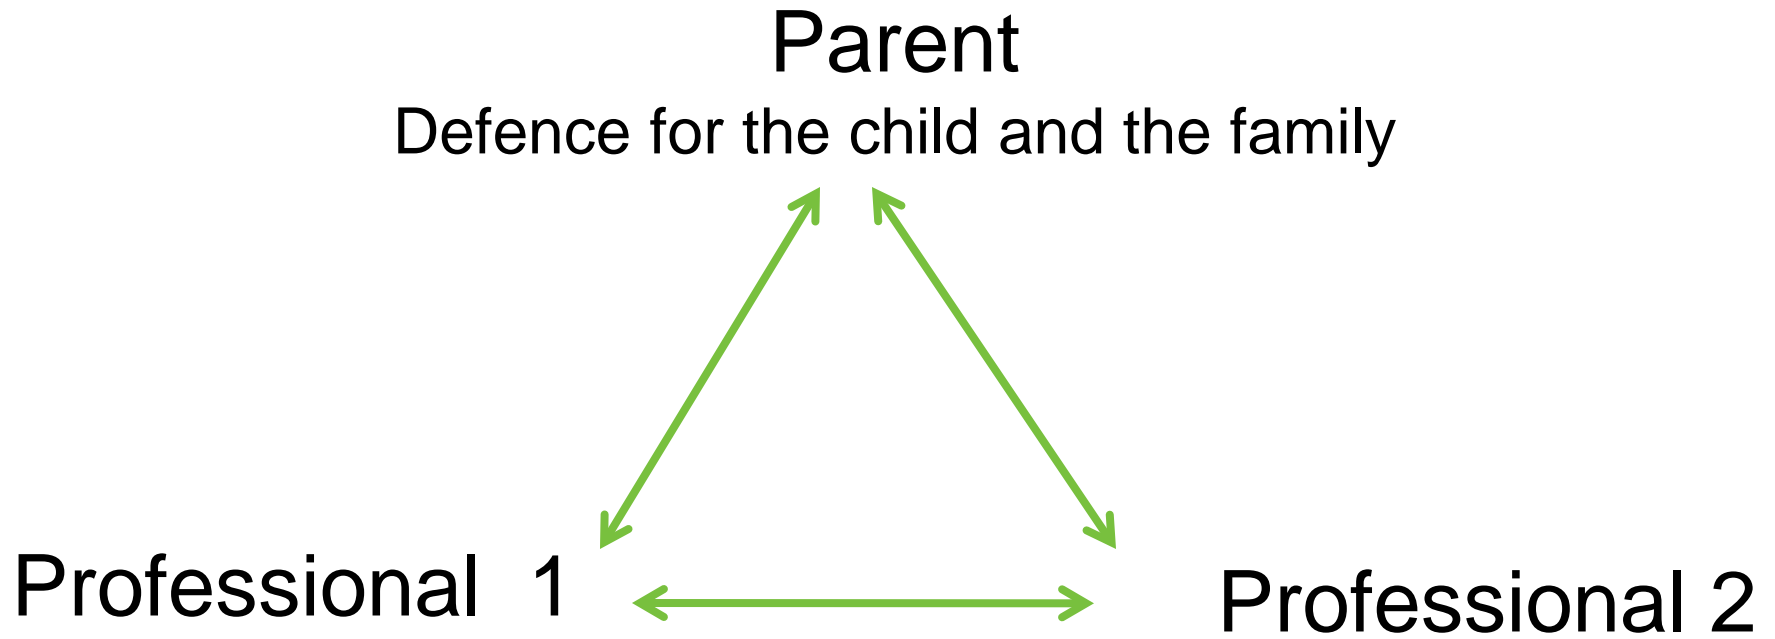 Parent
Defence for the child and the family
Professional 1
Professional 2